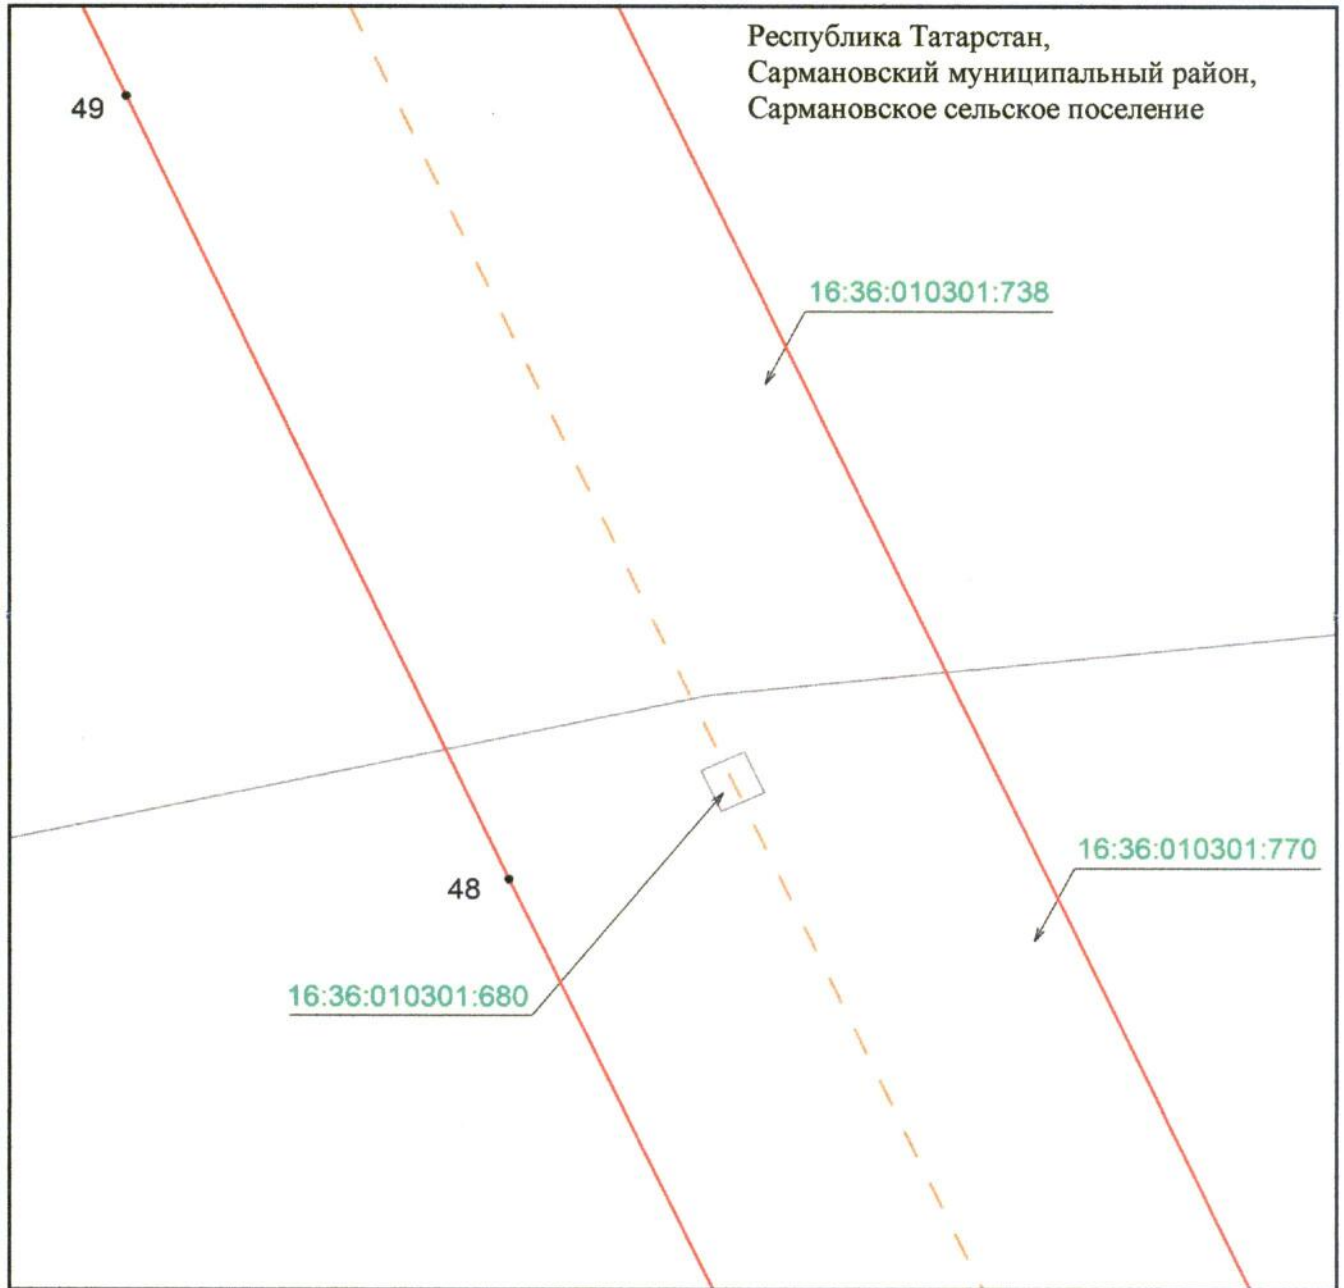 Республика Татарстан,
Сармановский муниципальный район,
Сармановское сельское поселение
49
16:36:010301:738
16:36:010301:770
48
16:36:010301:680